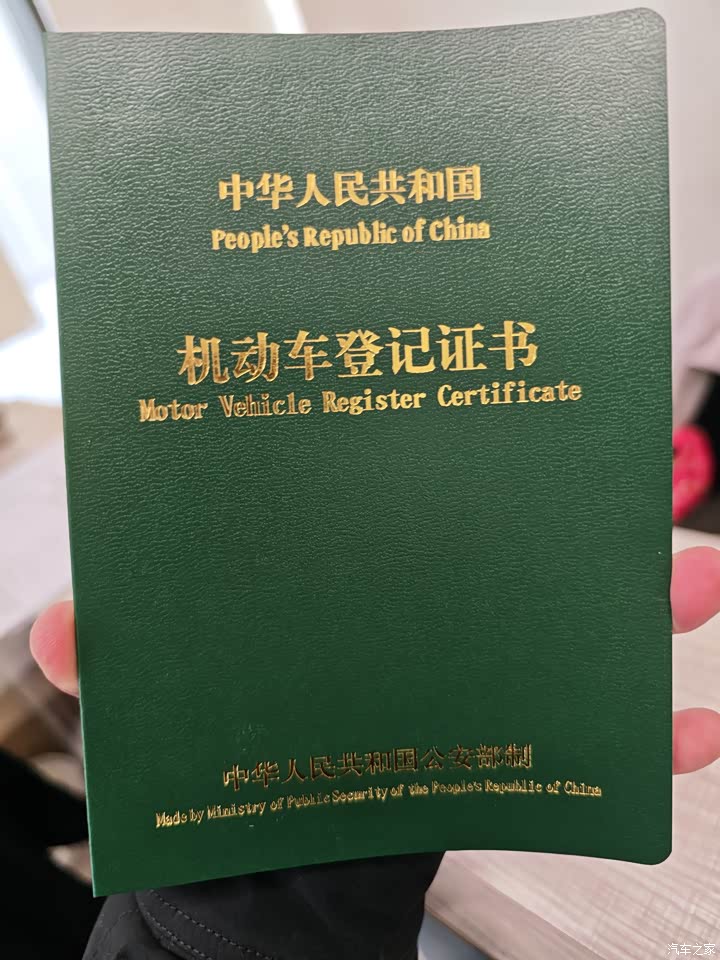 中华人民共和国
People's Republic of China
机动车登记证书
Motor Vehicle Register Certificate
中华人民共和国公安部制
Made by Ministry of Public Security of the People's Republic of China
汽车之家